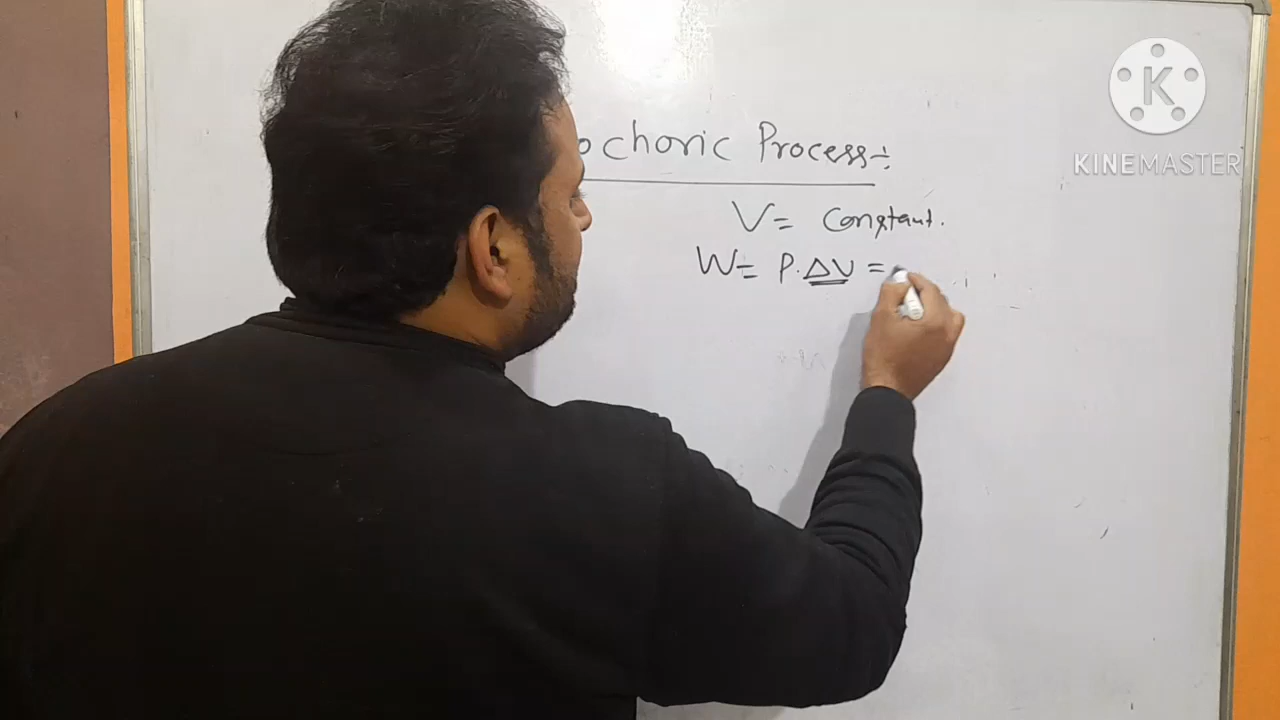 ochoric Process÷
V = Constant.
W = P. ΔV =
K
KINEMASTER